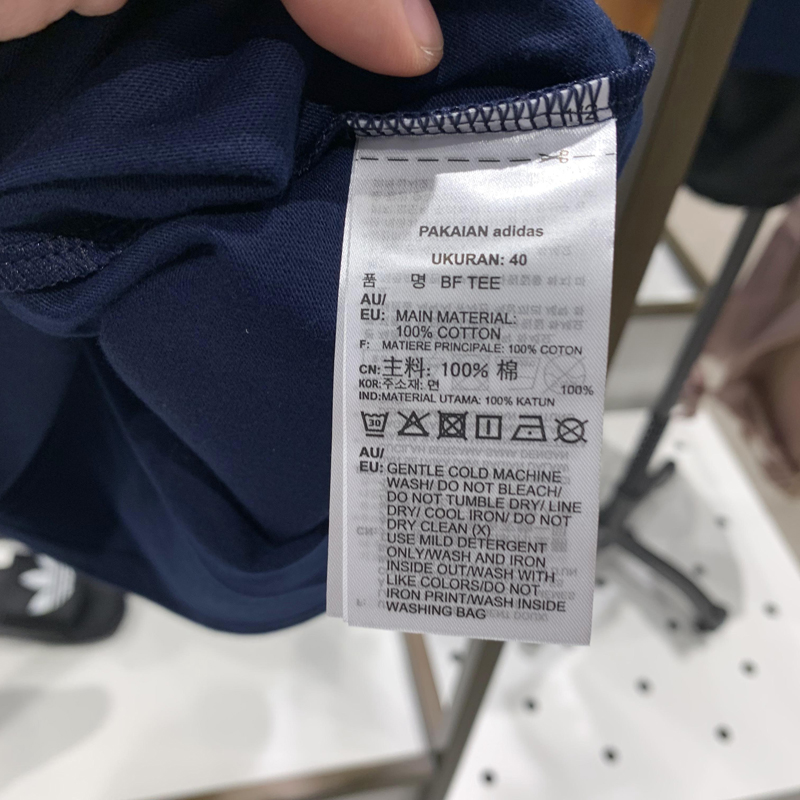 PAKAIAN adidas
UKURAN: 40
품 명 BF TEE
AU/
EU: MAIN MATERIAL:
100% COTTON
F: MATIERE PRINCIPALE: 100% COTON
CN:主料: 100% 棉
KOR:주소재: 면 100%
IND:MATERIAL UTAMA: 100% KATUN
30
AU/
EU: GENTLE COLD MACHINE
WASH/ DO NOT BLEACH/
DO NOT TUMBLE DRY/ LINE
DRY/ COOL IRON/ DO NOT
DRY CLEAN (X)
USE MILD DETERGENT
ONLY/WASH AND IRON
INSIDE OUT/WASH WITH
LIKE COLORS/DO NOT
IRON PRINT/WASH INSIDE
WASHING BAG